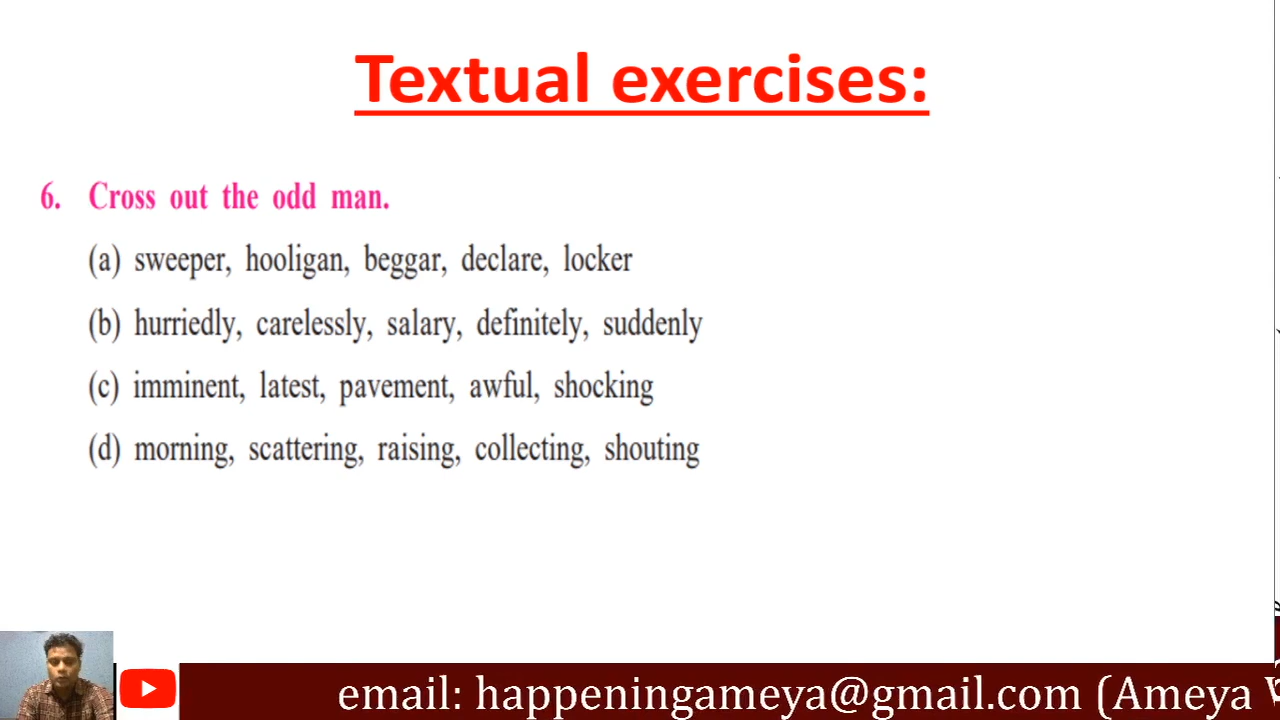 Textual exercises:
6. Cross out the odd man.
(a) sweeper, hooligan, beggar, declare, locker
(b) hurriedly, carelessly, salary, definitely, suddenly
(c) imminent, latest, pavement, awful, shocking
(d) morning, scattering, raising, collecting, shouting
email: happeningameya@gmail.com (Ameya